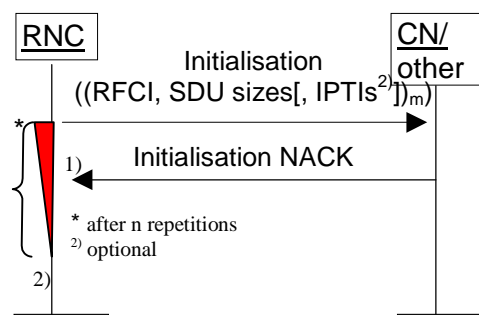 RNC
CN/
other
Initialisation
((RFCI, SDU sizes[, IPTIs2)])m)
*
Initialisation NACK
1)
* after n repetitions
2) optional
2)